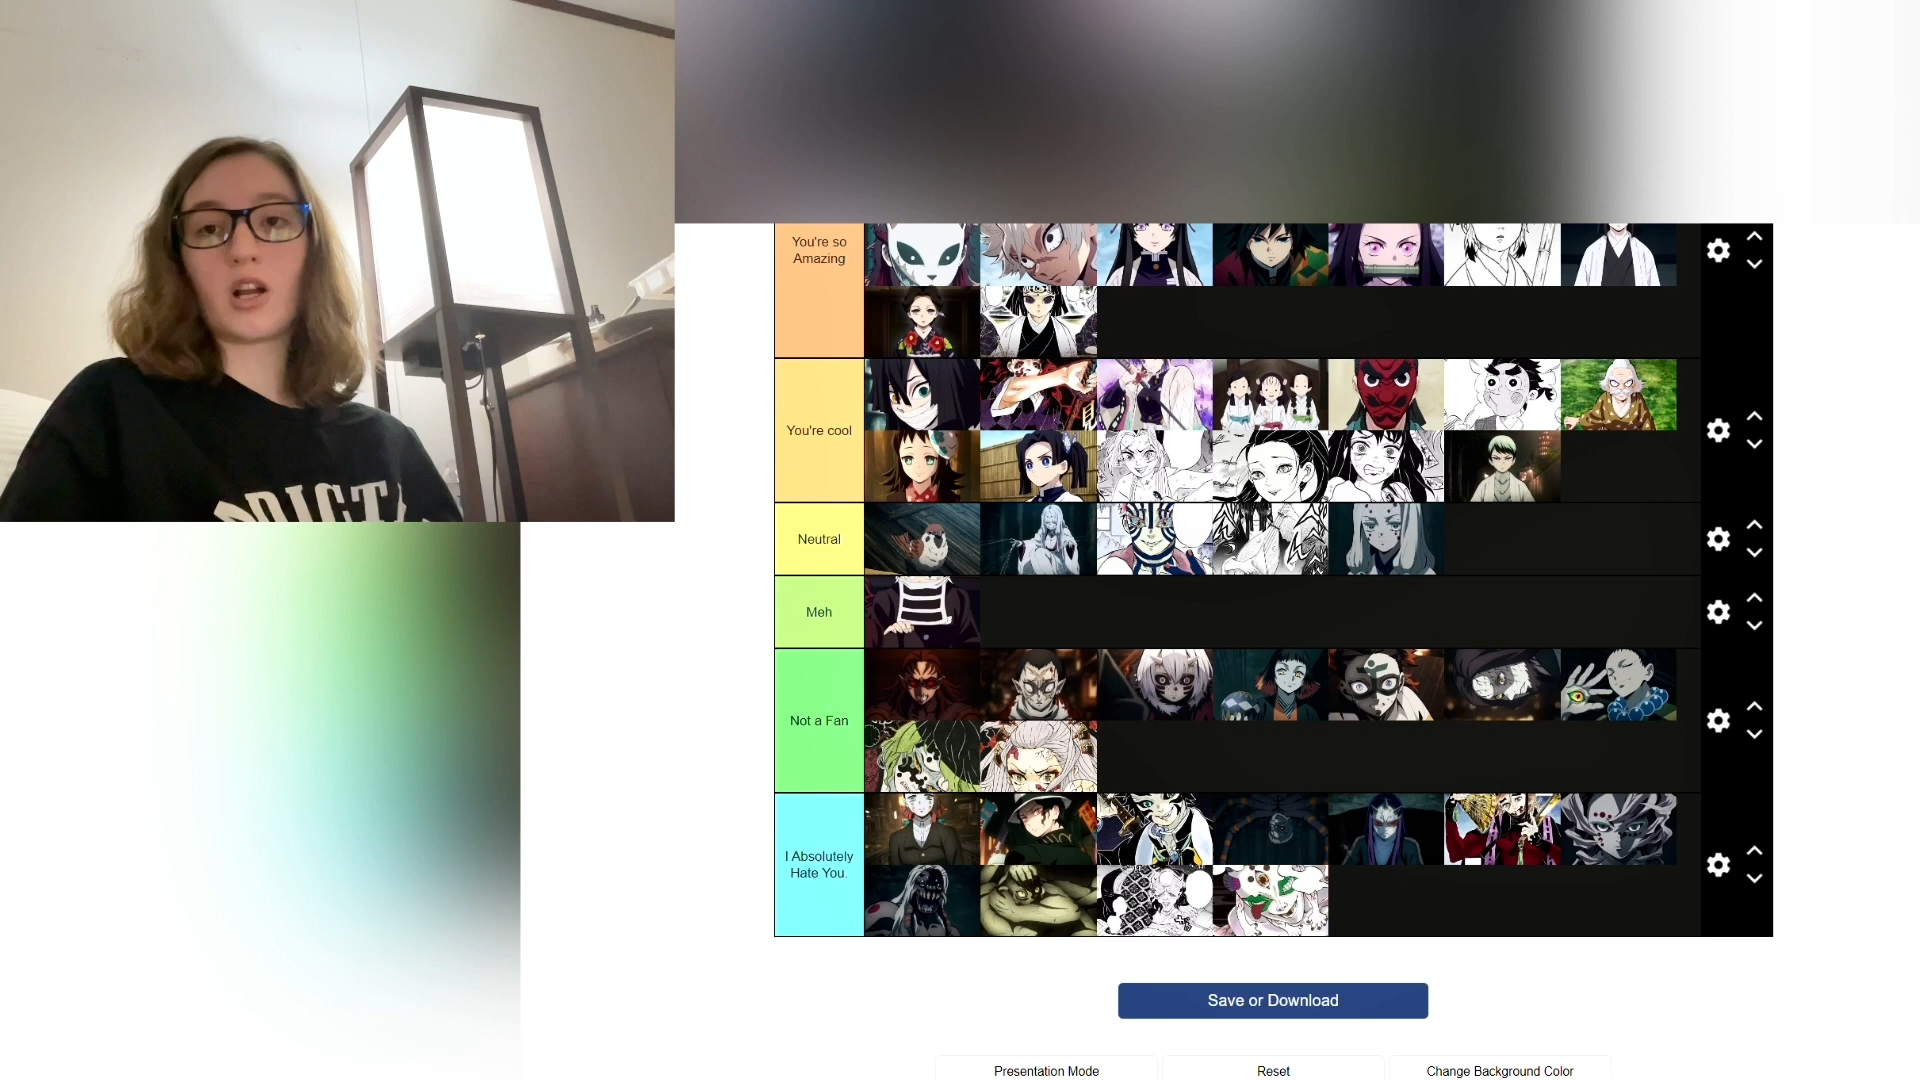 You're so
Amazing
You're cool
Neutral
Meh
Not a Fan
I Absolutely
Hate You.
Save or Download
Presentation Mode
Reset
Change Background Color